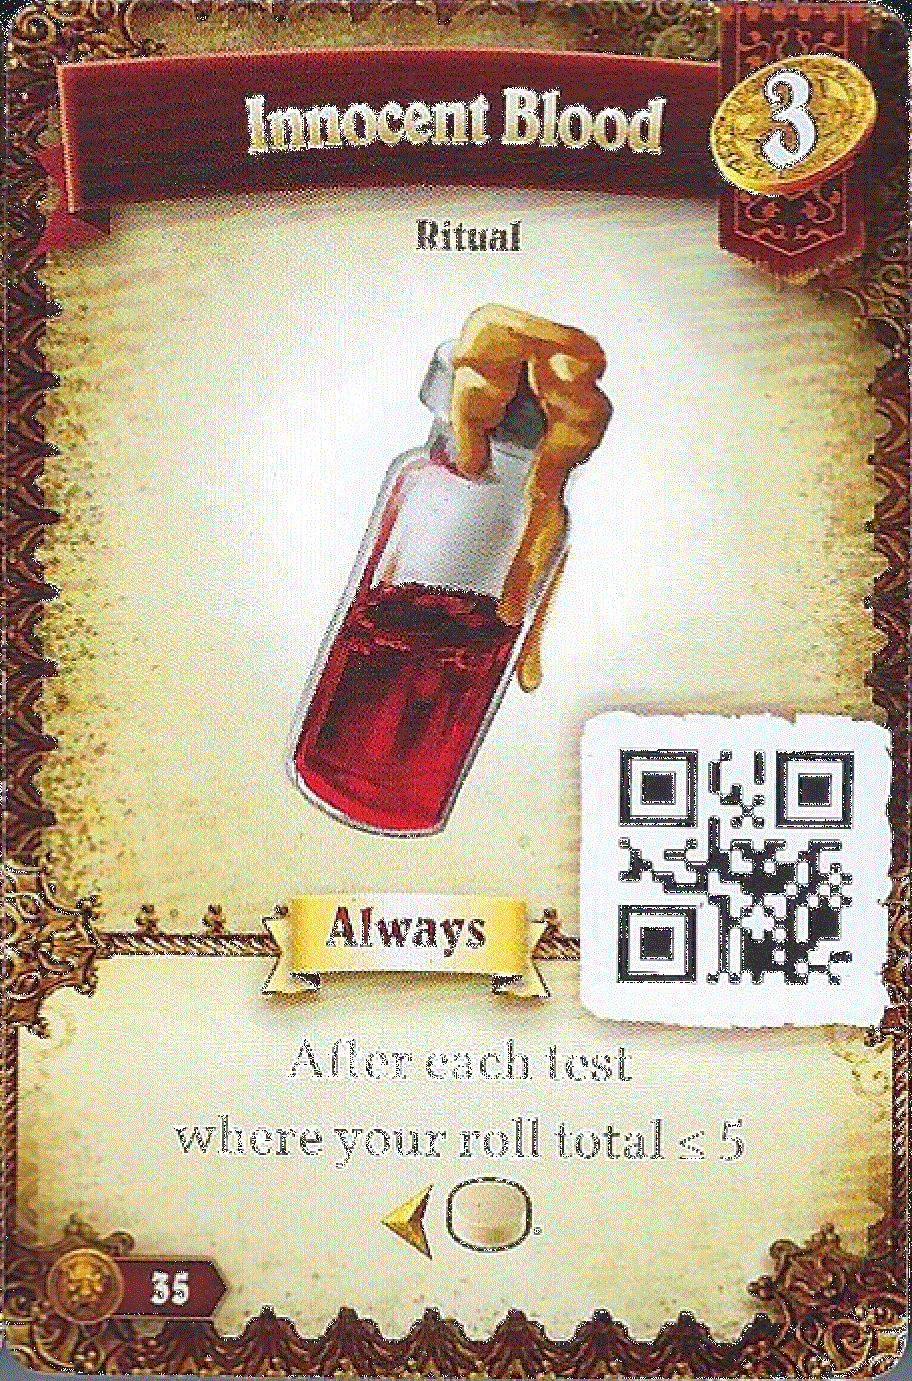 Innocent Blood
3
Ritual
Always
After each test
where your roll total ≤ 5
.
35